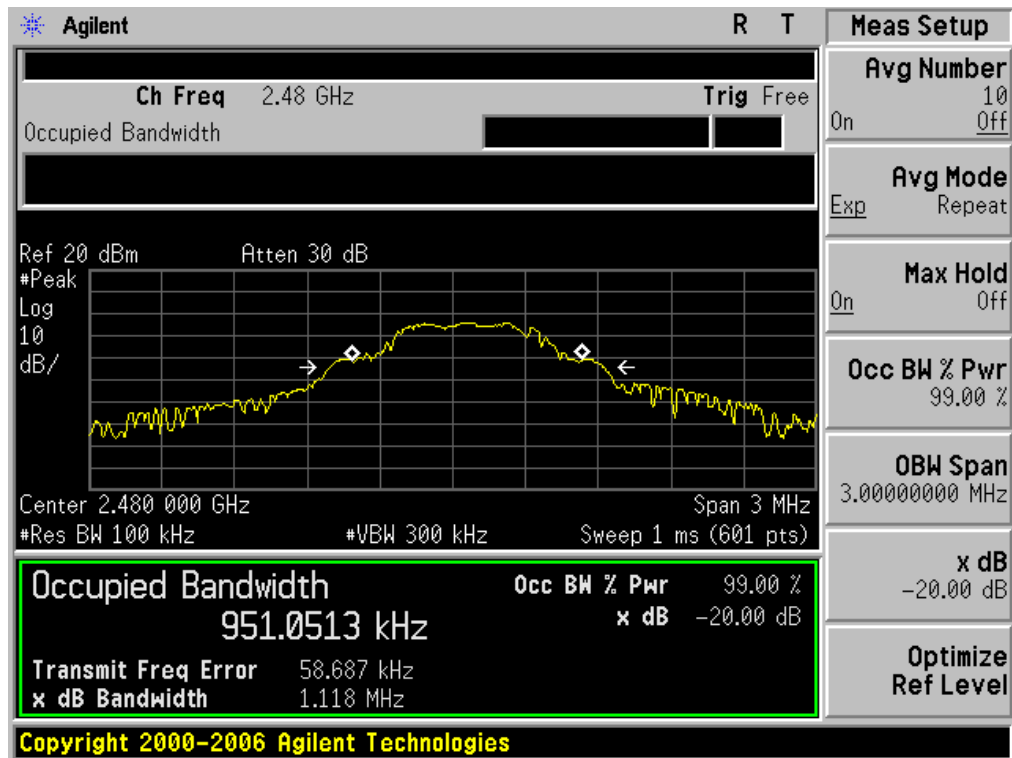 Agilent R T
Meas Setup
Ch Freq 2.48 GHz Trig Free
Occupied Bandwidth
Ref 20 dBm Atten 30 dB
#Peak
Log
10
dB/
Center 2.480 000 GHz Span 3 MHz
#Res BW 100 kHz #VBW 300 kHz Sweep 1 ms (601 pts)
Occupied Bandwidth Occ BW % Pwr 99.00 %
951.0513 kHz x dB -20.00 dB
Transmit Freq Error 58.687 kHz
x dB Bandwidth 1.118 MHz
Avg Number
10
On Off
Avg Mode
Exp Repeat
Max Hold
On Off
Occ BW % Pwr
99.00 %
OBW Span
3.00000000 MHz
x dB
-20.00 dB
Optimize
Ref Level
Copyright 2000-2006 Agilent Technologies